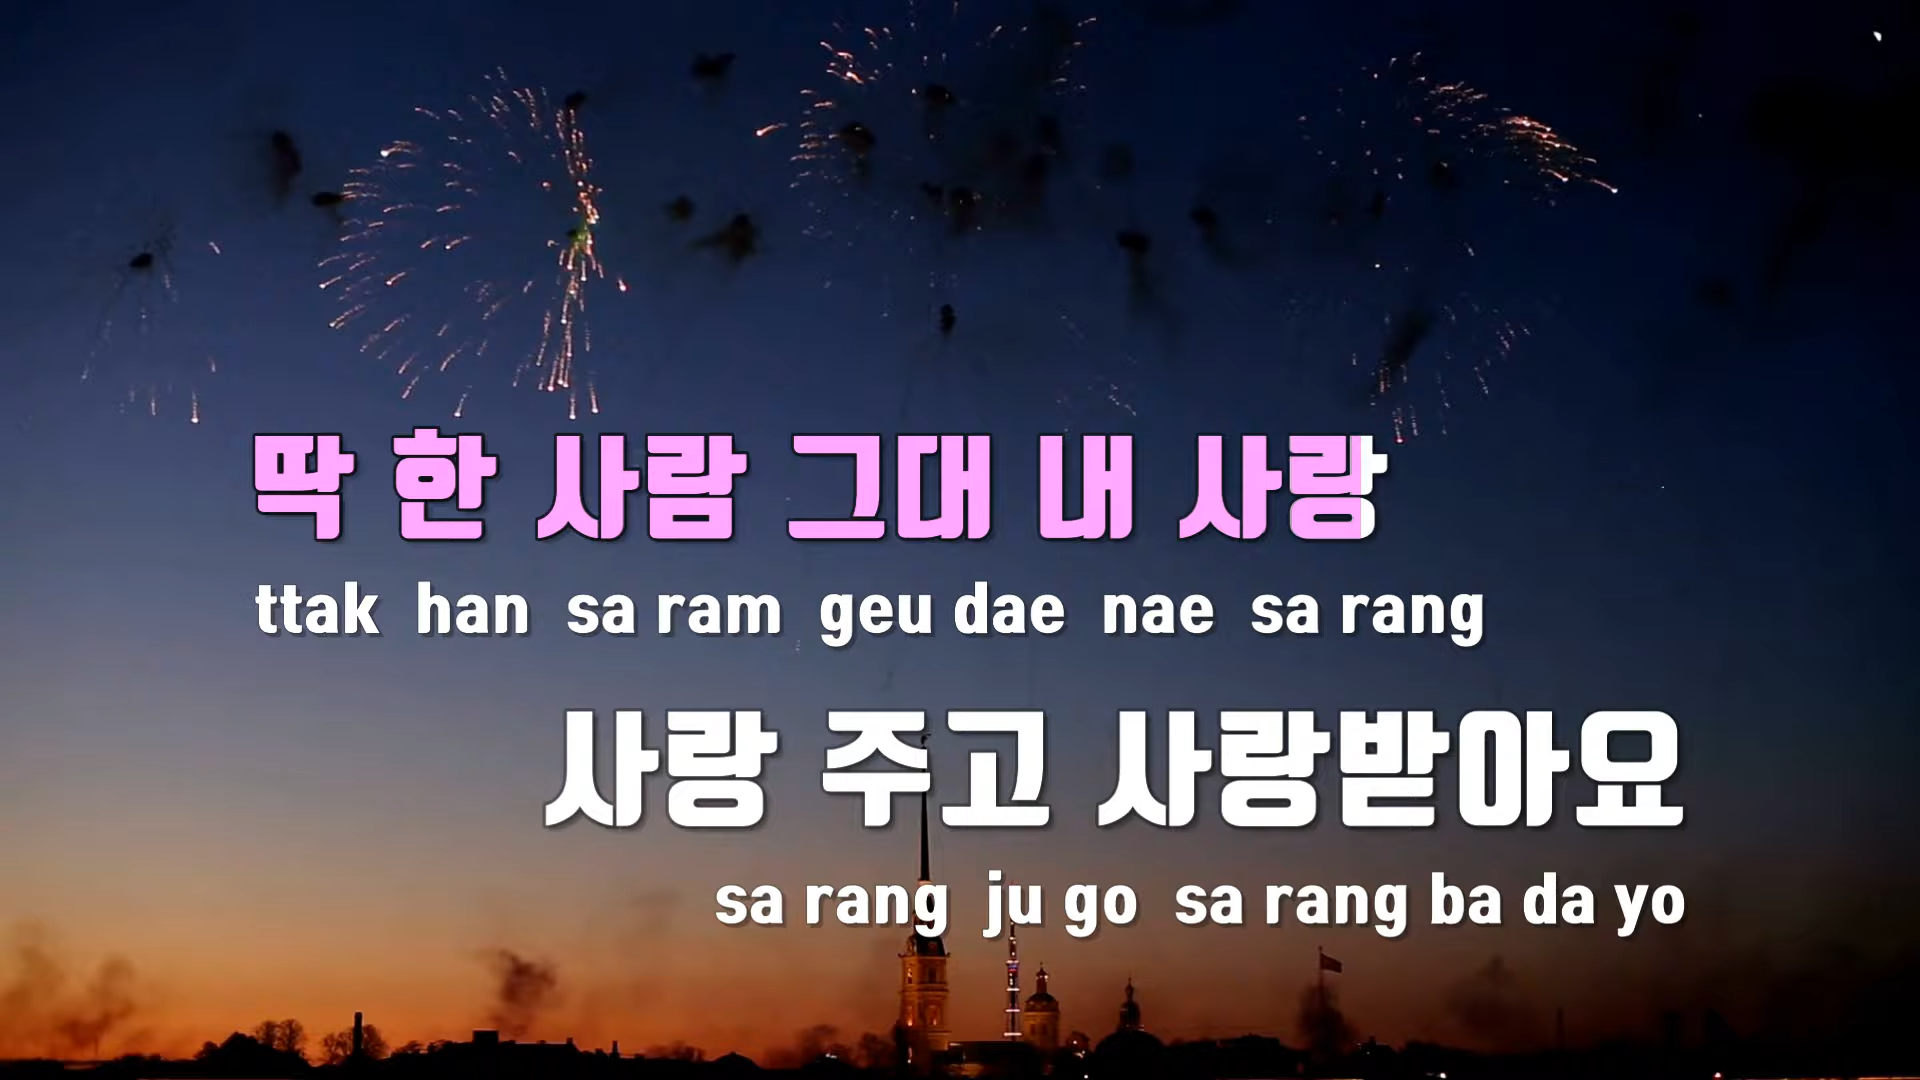 딱 한 사람 그대 내 사랑
ttak han sa ram geu dae nae sa rang
사랑 주고 사랑받아요
sa rang ju go sa rang ba da yo